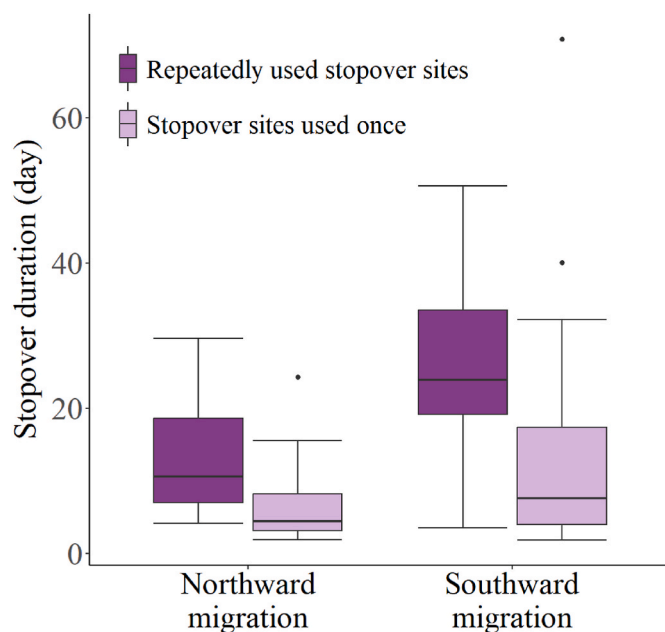 Repeatedly used stopover sites
Stopover sites used once
Stopover duration (day)
60
40
20
0
Northward
migration
Southward
migration